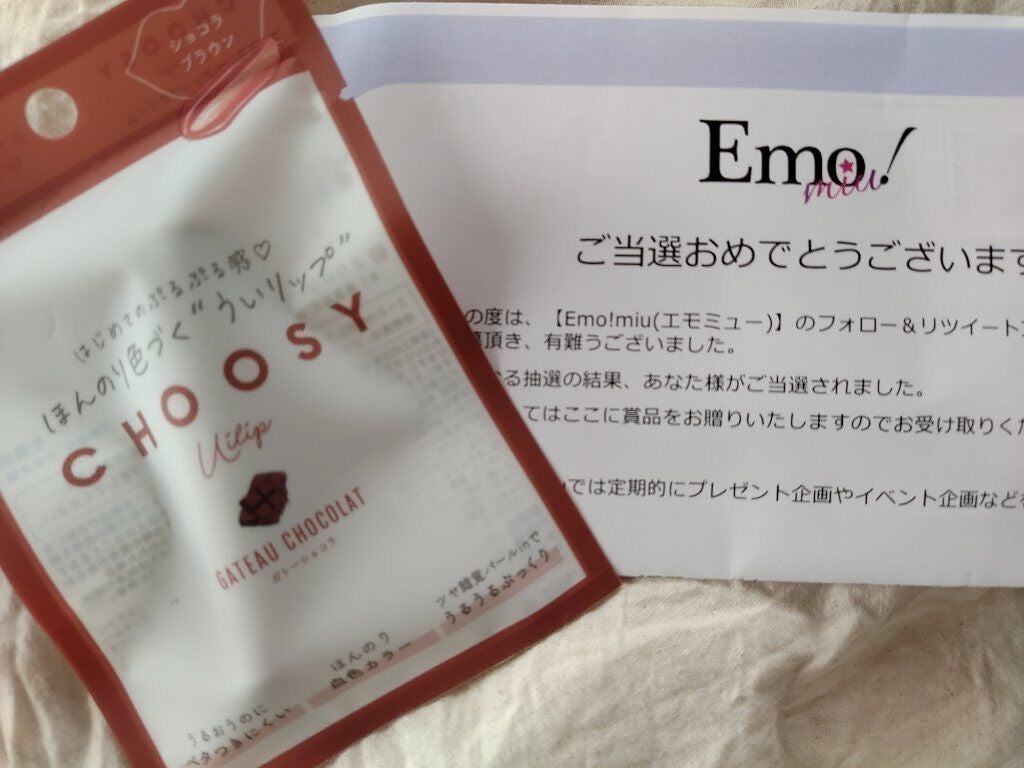 ショコラ
ブラウン
はじめてのぷるぷる唇♡
ほんのり色づく"ういリップ"
CHOOSY
Uilip
GATEAU CHOCOLAT
ガトーショコラ
ツヤ錯覚パールinで
うるうるぷっくり
ほんのり
血色カラー
うるおうのに
ベタつきにくい
Emo!
miu
ご当選おめでとうございます
の度は、【Emo!miu(エモミュー)】のフォロー＆リツイート
頂き、有難うございました。
なる抽選の結果、あなた様がご当選されました。
てはここに賞品をお贈りいたしますのでお受け取りくだ
では定期的にプレゼント企画やイベント企画など